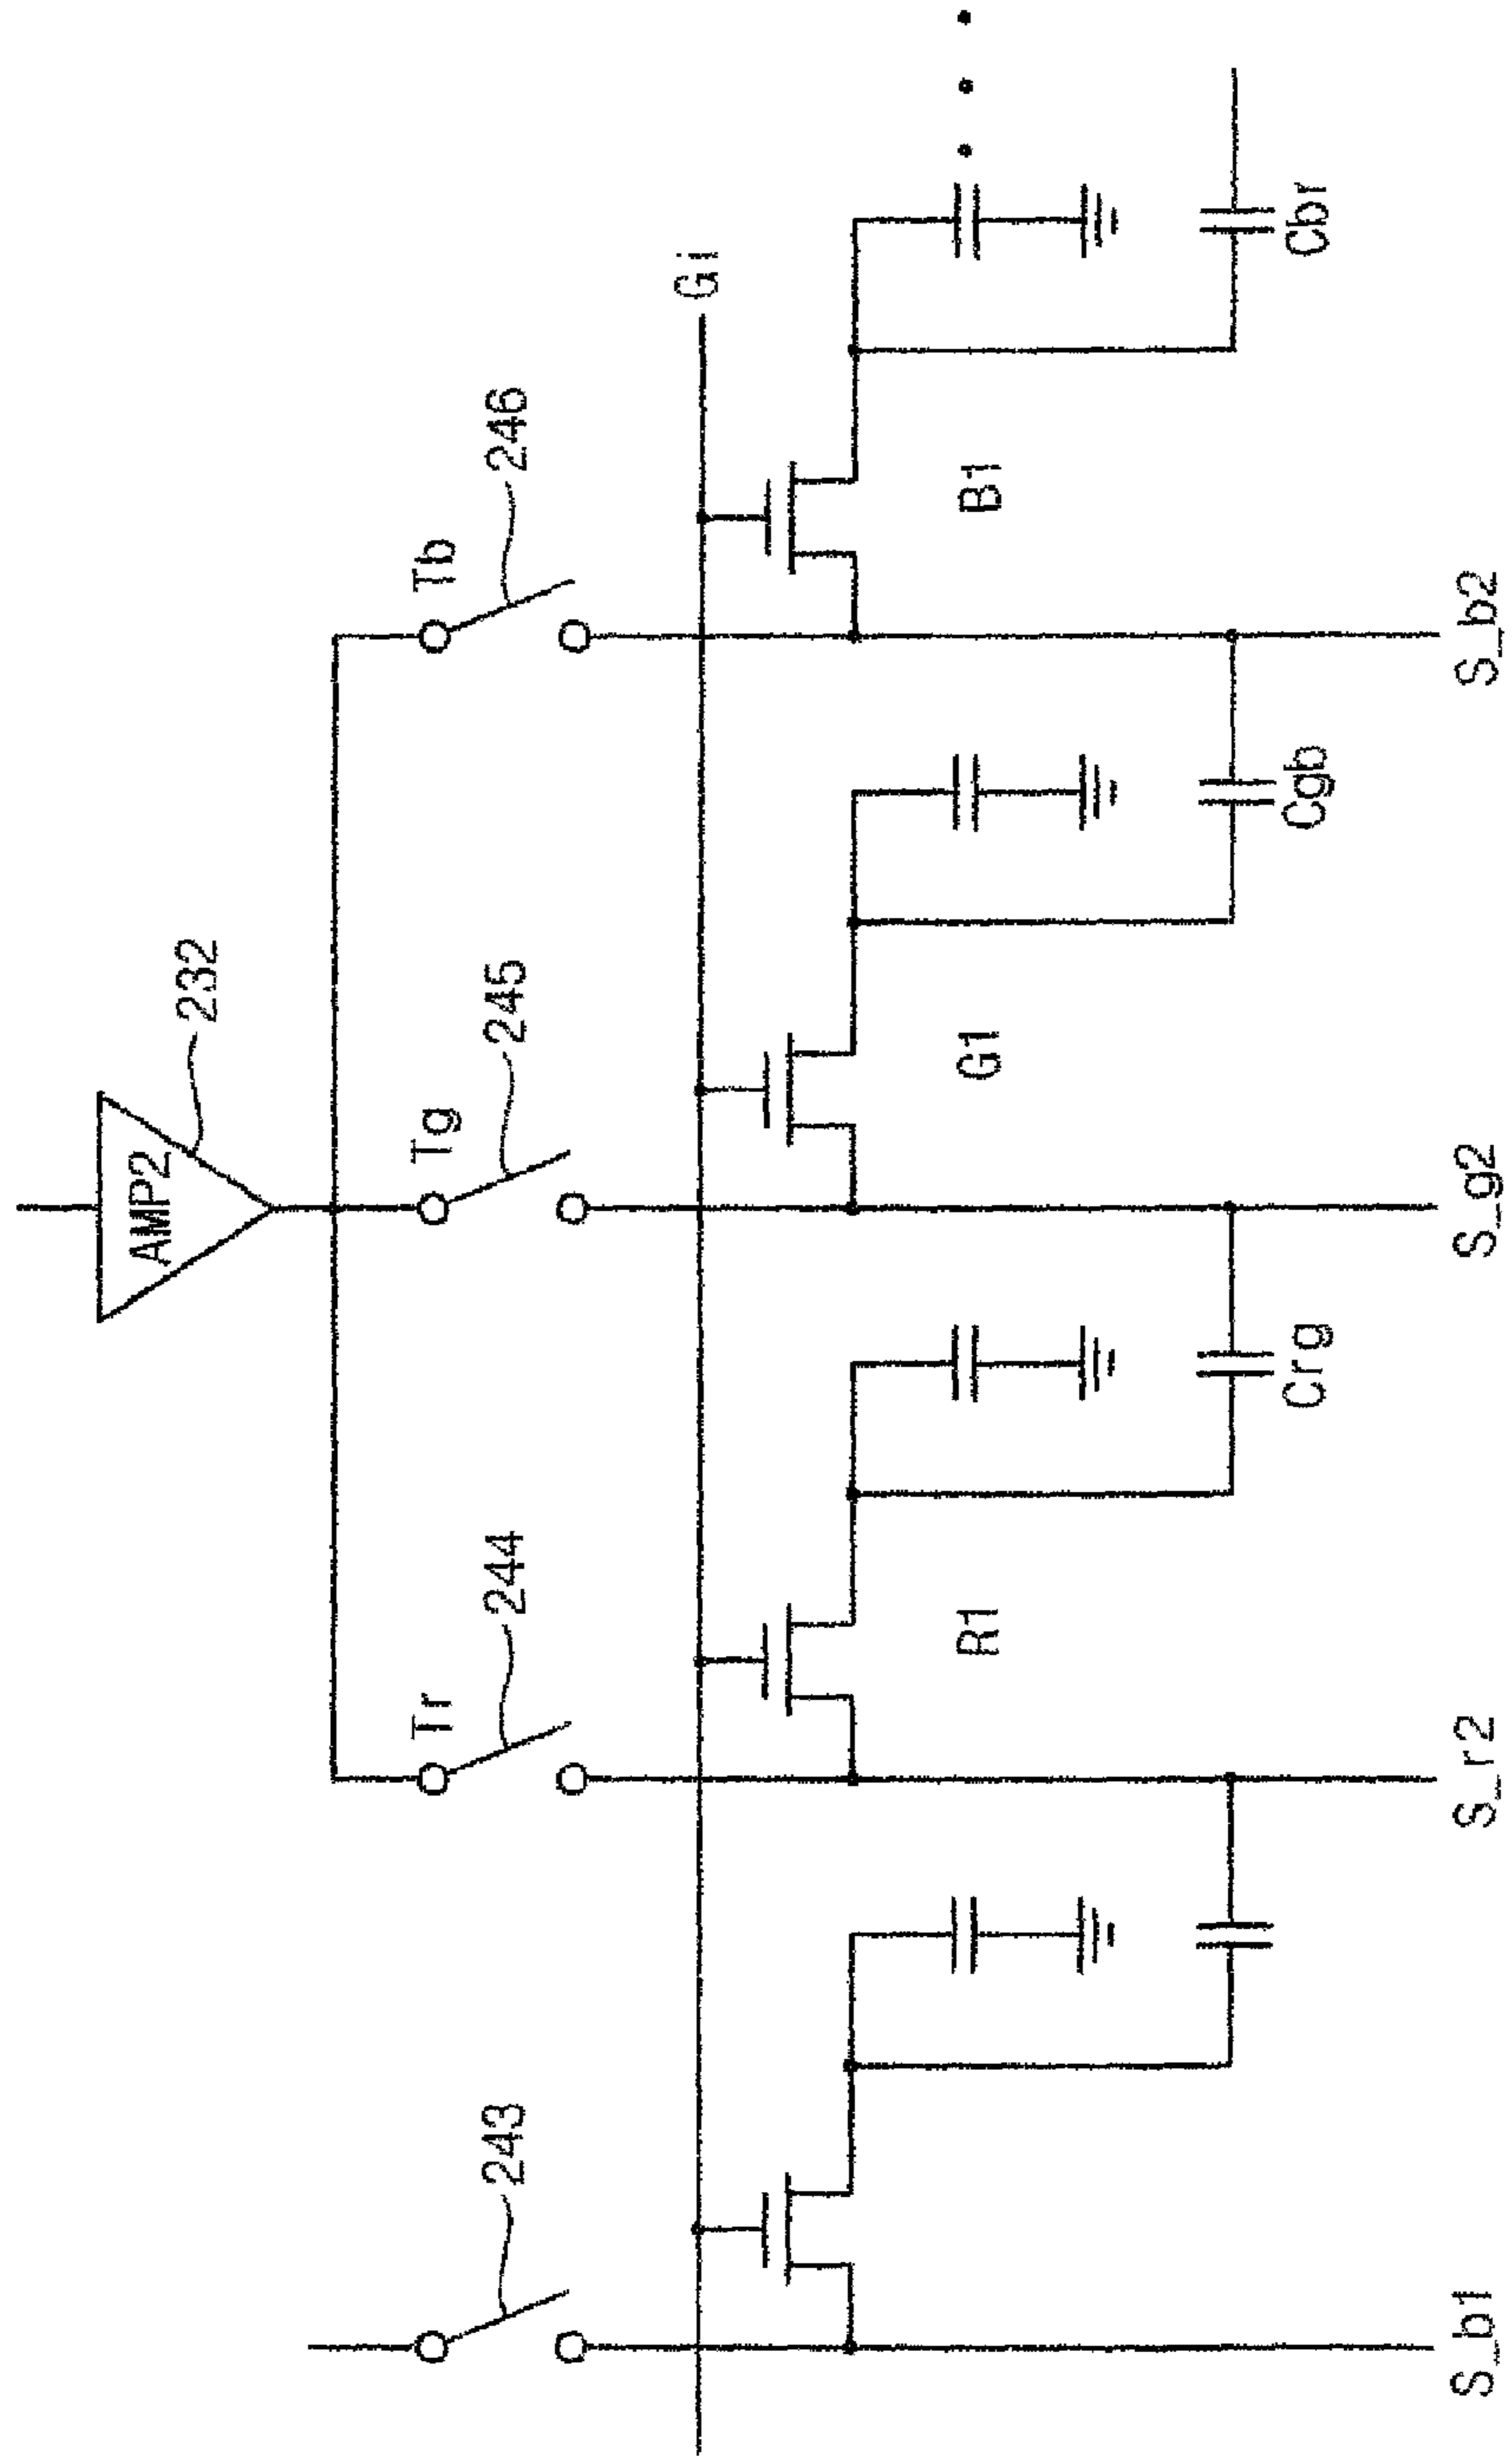 AMP2
232
Tr
Tg
Tb
243
244
245
246
Gi
R1
G1
B1
Crg
Cgb
Cbr
S_b1
S_r2
S_g2
S_b2